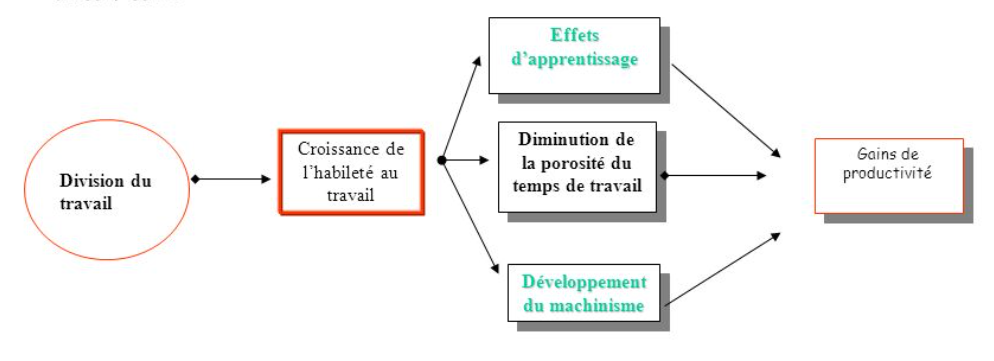 Division du
travail
Croissance de
l'habileté au
travail
Effets
d'apprentissage
Diminution de
la porosité du
temps de travail
Développement
du machinisme
Gains de
productivité